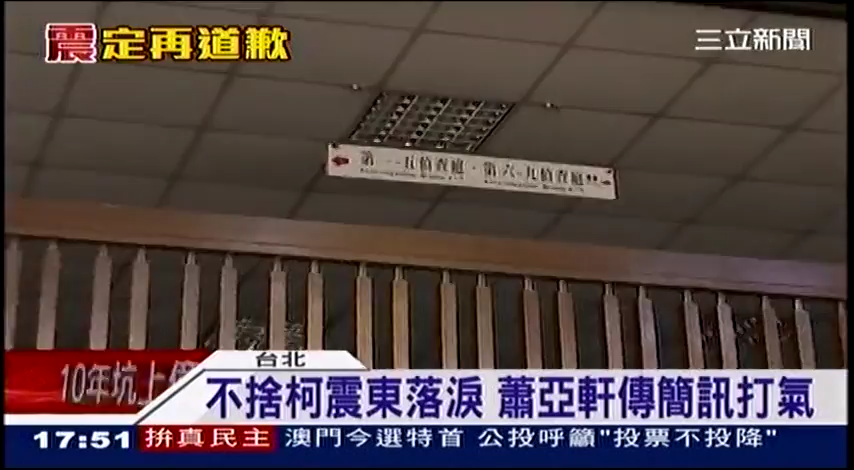 震定再道歉
三立新聞
第一~五偵查庭·第六~九偵查庭
10年坑上
台北
不捨柯震東落淚 蕭亞軒傳簡訊打氣
17:51 拚真民主 澳門今選特首 公投呼籲"投票不投降"